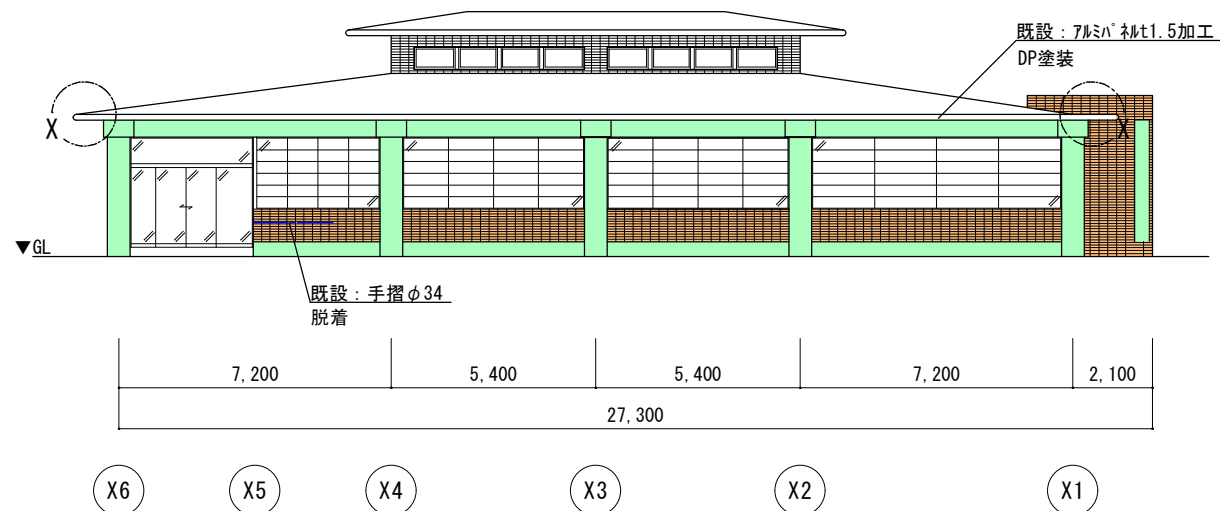 既設：ｱﾙﾐﾊﾟﾈﾙt1.5加工
DP塗装
X
X
▼GL
既設：手摺φ34
脱着
7,200
5,400
5,400
7,200
2,100
27,300
X6
X5
X4
X3
X2
X1